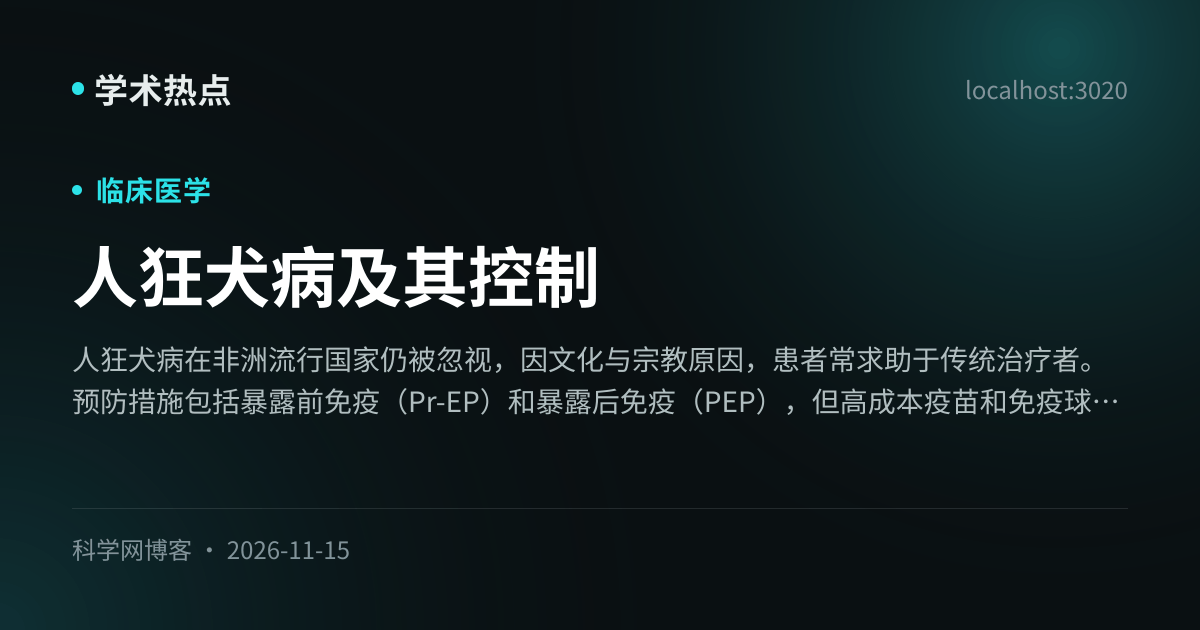 学术热点
localhost:3020
临床医学
人狂犬病及其控制
人狂犬病在非洲流行国家仍被忽视，因文化与宗教原因，患者常求助于传统治疗者。
预防措施包括暴露前免疫（Pr-EP）和暴露后免疫（PEP），但高成本疫苗和免疫球…
科学网博客 · 2026-11-15